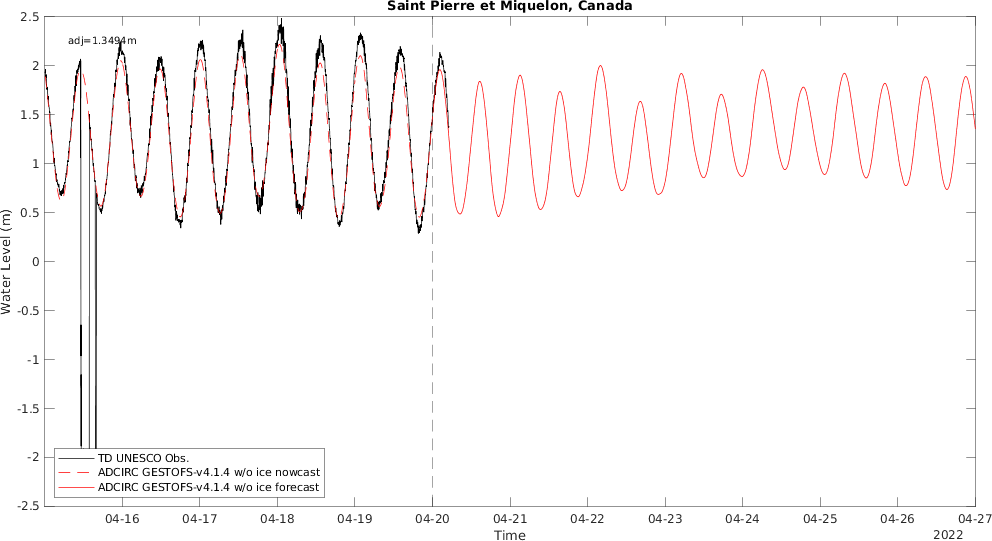 Saint Pierre et Miquelon, Canada
adj=1.3494m
2.5
2
1.5
1
0.5
0
-0.5
-1
-1.5
-2
-2.5
Water Level (m)
TD UNESCO Obs.
ADCIRC GESTOFS-v4.1.4 w/o ice nowcast
ADCIRC GESTOFS-v4.1.4 w/o ice forecast
04-16 04-17 04-18 04-19 04-20 04-21 04-22 04-23 04-24 04-25 04-26 04-27
Time
2022